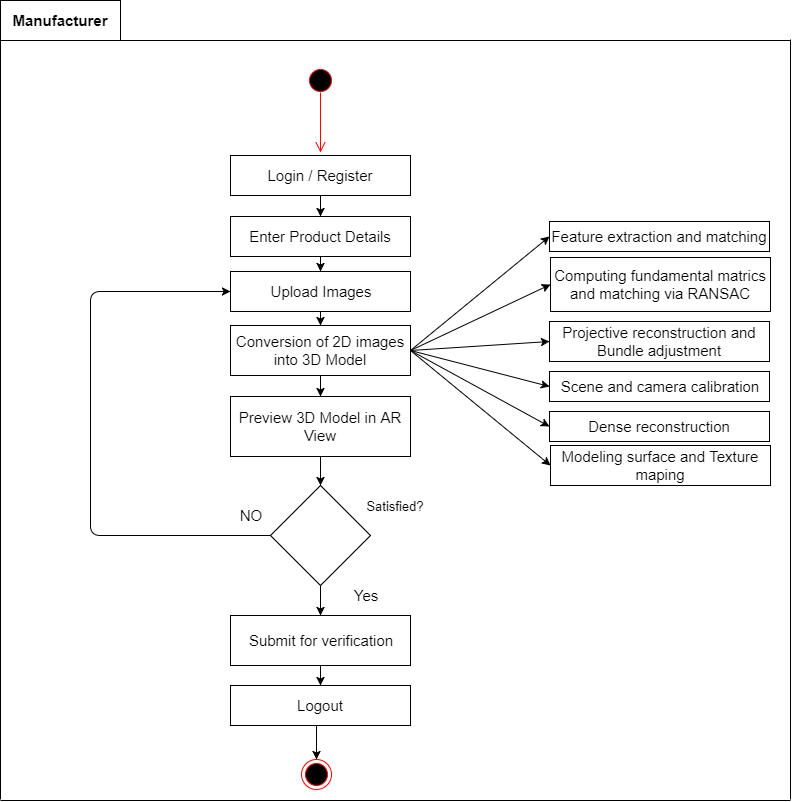 Manufacturer
Login / Register
Enter Product Details
Upload Images
Conversion of 2D images
into 3D Model
Feature extraction and matching
Computing fundamental matrics
and matching via RANSAC
Projective reconstruction and
Bundle adjustment
Scene and camera calibration
Dense reconstruction
Modeling surface and Texture
maping
Preview 3D Model in AR
View
Satisfied?
NO
Yes
Submit for verification
Logout